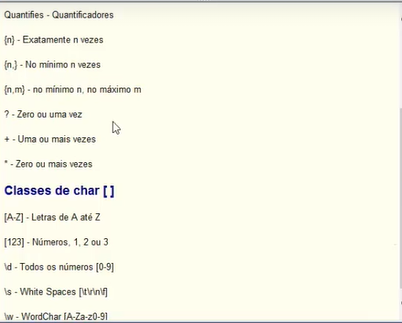 Quantifies - Quantificadores
{n} - Exatamente n vezes
{n,} - No mínimo n vezes
{n,m} - no mínimo n, no máximo m
? - Zero ou uma vez
+ - Uma ou mais vezes
* - Zero ou mais vezes
Classes de char [ ]
[A-Z] - Letras de A até Z
[123] - Números, 1, 2 ou 3
\d - Todos os números [0-9]
\s - White Spaces [\t\r\n\f]
\w - WordChar [A-Za-z0-9]